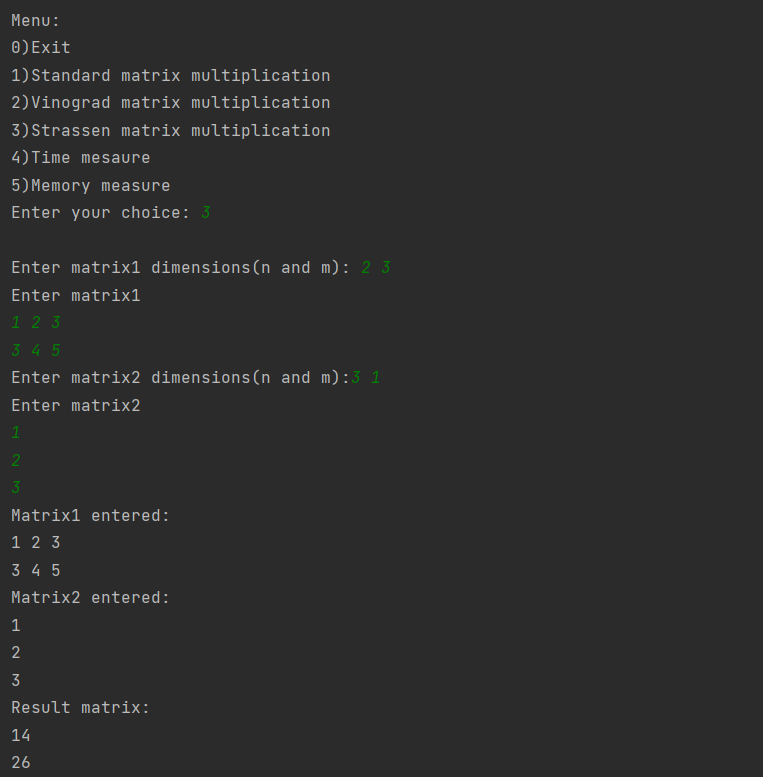 Menu:
0)Exit
1)Standard matrix multiplication
2)Vinograd matrix multiplication
3)Strassen matrix multiplication
4)Time mesaure
5)Memory measure
Enter your choice: 3
Enter matrix1 dimensions(n and m): 2 3
Enter matrix1
1 2 3
3 4 5
Enter matrix2 dimensions(n and m):3 1
Enter matrix2
1
2
3
Matrix1 entered:
1 2 3
3 4 5
Matrix2 entered:
1
2
3
Result matrix:
14
26